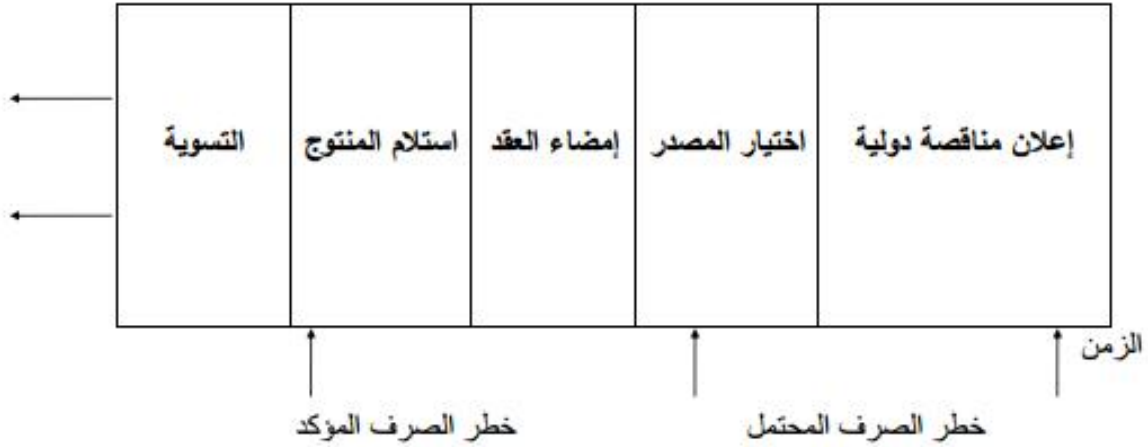 إعلان مناقصة دولية
اختيار المصدر
إمضاء العقد
استلام المنتوج
التسوية
الزمن
خطر الصرف المحتمل
خطر الصرف المؤكد